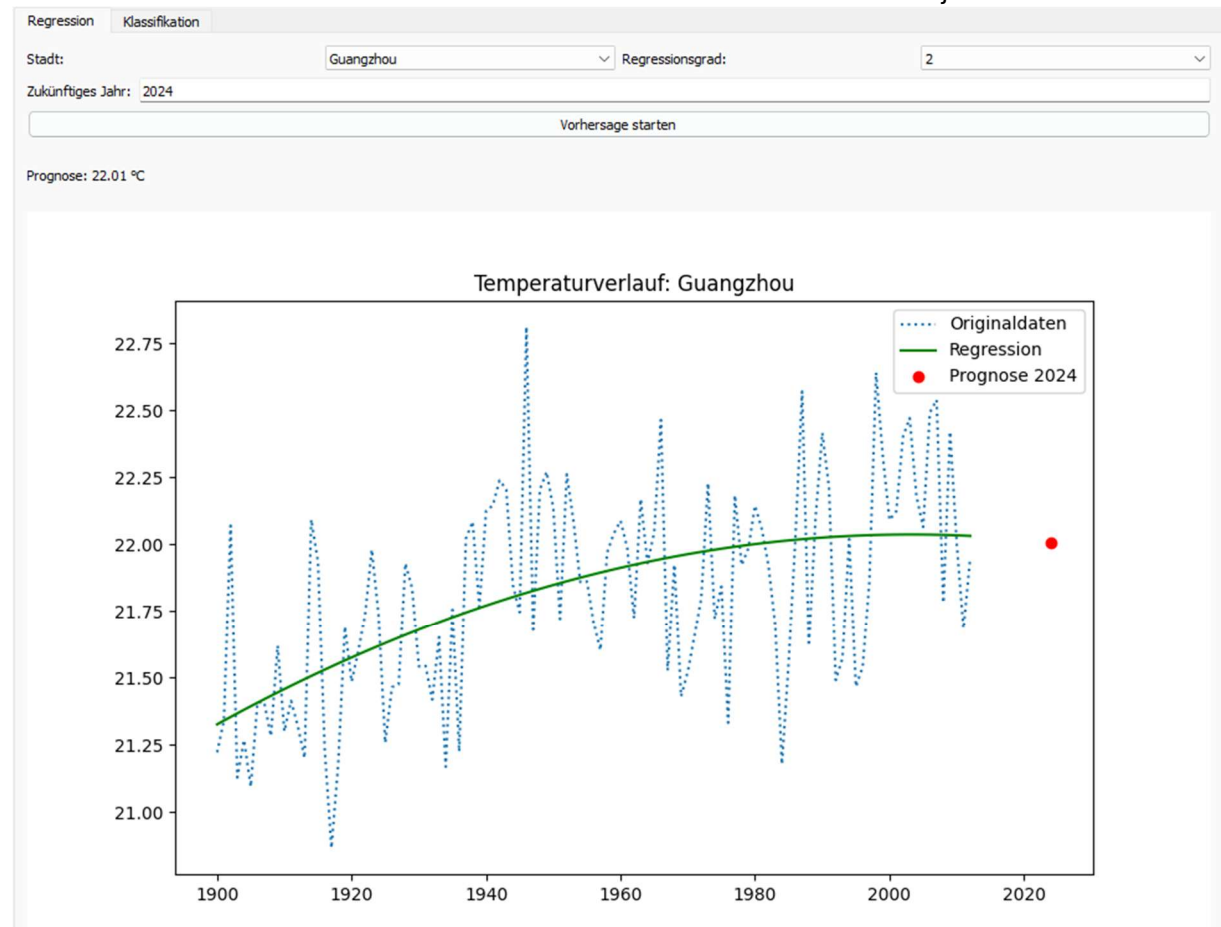 Regression Klassifikation
Stadt: Guangzhou Regressionsgrad: 2
Zukünftiges Jahr: 2024
Vorhersage starten
Prognose: 22.01 °C
Temperaturverlauf: Guangzhou
Originaldaten
Regression
Prognose 2024
22.75
22.50
22.25
22.00
21.75
21.50
21.25
21.00
1900 1920 1940 1960 1980 2000 2020